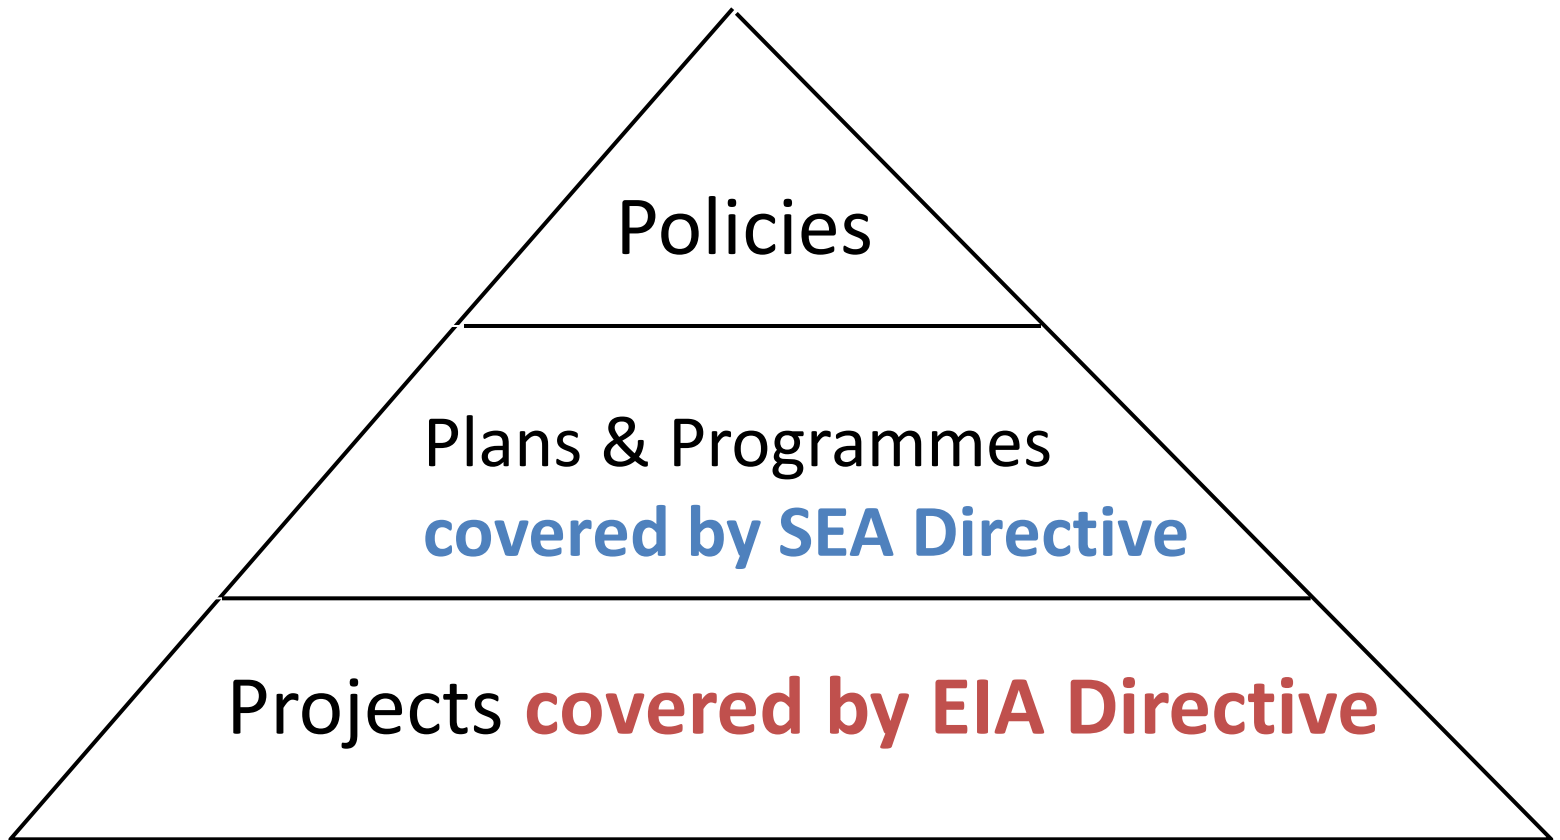 Policies
Plans & Programmes
covered by SEA Directive
Projects covered by EIA Directive